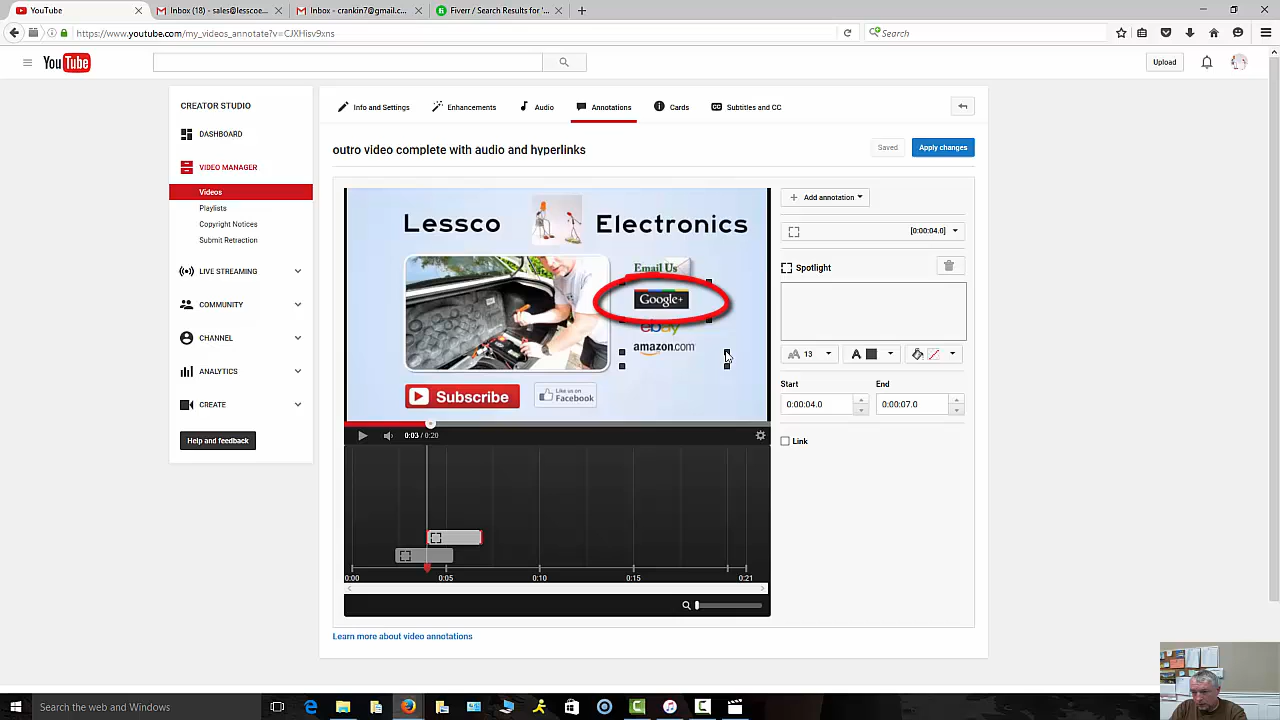 YouTube
Inbox (18) - sales@lesscoe...
Inbox - crankin7@gmail.c...
Fiverr / Search Results for '...
https://www.youtube.com/my_videos_annotate?v=CJXHisv9xns
Search
YouTube
Upload
CREATOR STUDIO
DASHBOARD
VIDEO MANAGER
Videos
Playlists
Copyright Notices
Submit Retraction
LIVE STREAMING
COMMUNITY
CHANNEL
ANALYTICS
CREATE
Help and feedback
Info and Settings
Enhancements
Audio
Annotations
Cards
Subtitles and CC
outro video complete with audio and hyperlinks
Saved
Apply changes
Lessco Electronics
Email Us
Google+
ebay
amazon.com
Subscribe
Like us on
Facebook
0:03 / 0:20
0:00 0:05 0:10 0:15 0:21
Learn more about video annotations
+ Add annotation
[0:00:04.0]
Spotlight
13
A
Start End
0:00:04.0 0:00:07.0
Link
Search the web and Windows